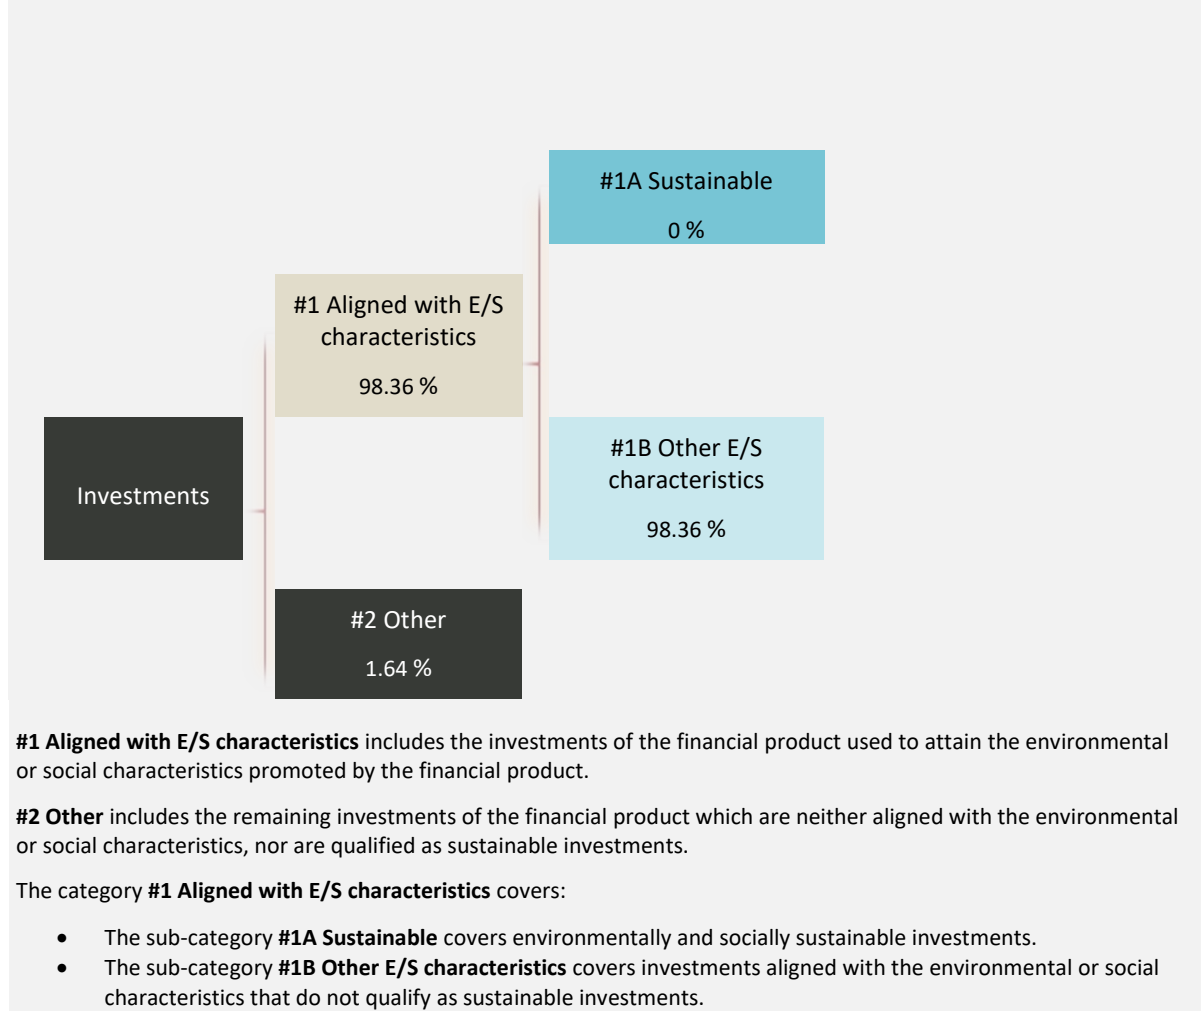 #1A Sustainable
0 %
#1 Aligned with E/S
characteristics
98.36 %
#1B Other E/S
characteristics
98.36 %
Investments
#2 Other
1.64 %
#1 Aligned with E/S characteristics includes the investments of the financial product used to attain the environmental
or social characteristics promoted by the financial product.
#2 Other includes the remaining investments of the financial product which are neither aligned with the environmental
or social characteristics, nor are qualified as sustainable investments.
The category #1 Aligned with E/S characteristics covers:
• The sub-category #1A Sustainable covers environmentally and socially sustainable investments.
• The sub-category #1B Other E/S characteristics covers investments aligned with the environmental or social
characteristics that do not qualify as sustainable investments.